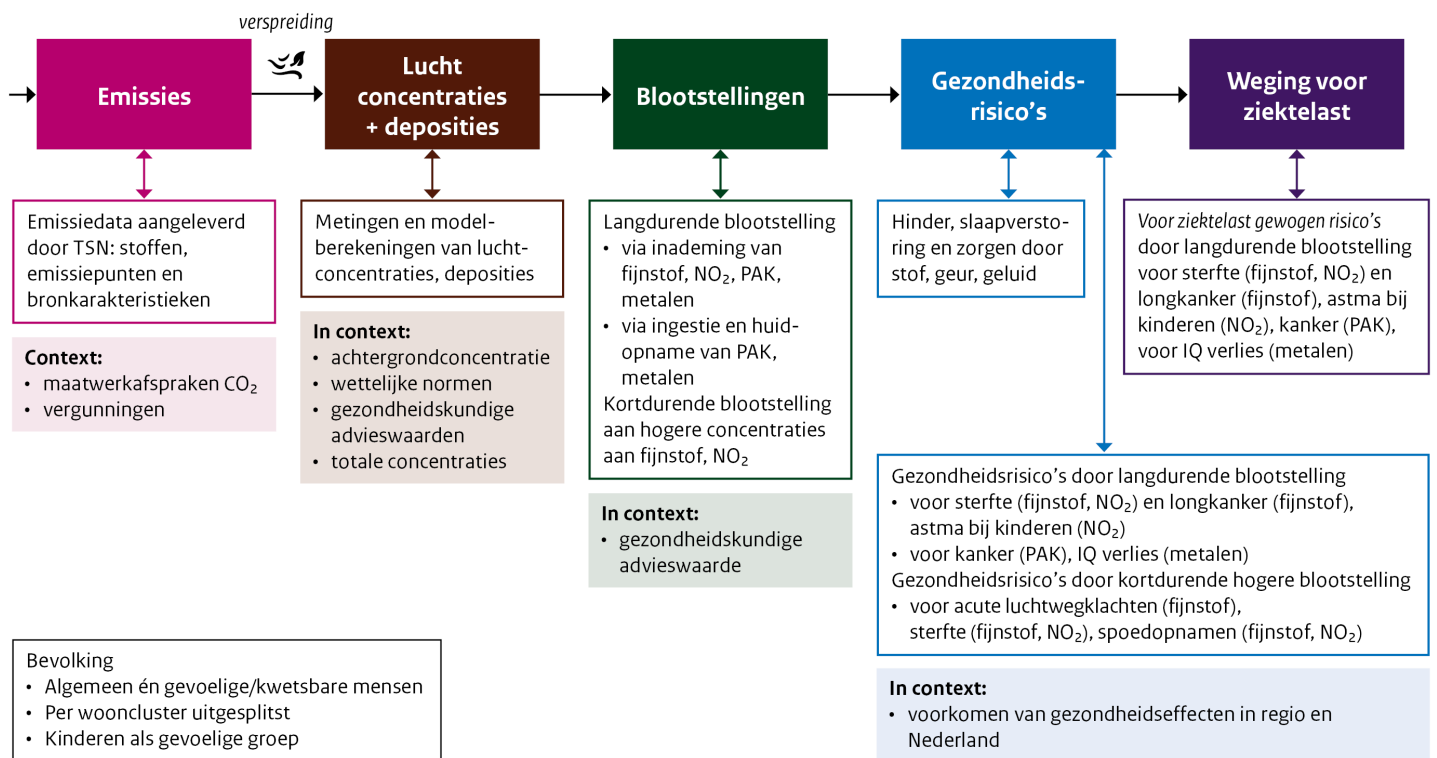 verspreiding
Emissies
Lucht
concentraties
+ deposities
Blootstellingen
Gezondheids-
risico's
Weging voor
ziektelast
Emissiedata aangeleverd
door TSN: stoffen,
emissiepunten en
bronkarakteristieken
Context:
• maatwerkafspraken CO₂
• vergunningen
Metingen en model-
berekeningen van lucht-
concentraties, deposities
In context:
• achtergrondconcentratie
• wettelijke normen
• gezondheidskundige
advieswaarden
• totale concentraties
Langdurende blootstelling
• via inademing van
fijnstof, NO₂, PAK,
metalen
• via ingestie en huid-
opname van PAK,
metalen
Kortdurende blootstelling
aan hogere concentraties
aan fijnstof, NO₂
In context:
• gezondheidskundige
advieswaarde
Hinder, slaapversto-
ring en zorgen door
stof, geur, geluid
Voor ziektelast gewogen risico's
door langdurende blootstelling
voor sterfte (fijnstof, NO₂) en
longkanker (fijnstof), astma bij
kinderen (NO₂), kanker (PAK),
voor IQ verlies (metalen)
Gezondheidsrisico's door langdurende blootstelling
• voor sterfte (fijnstof, NO₂) en longkanker (fijnstof),
astma bij kinderen (NO₂)
• voor kanker (PAK), IQ verlies (metalen)
Gezondheidsrisico's door kortdurende hogere blootstelling
• voor acute luchtwegklachten (fijnstof),
sterfte (fijnstof, NO₂), spoedopnamen (fijnstof, NO₂)
In context:
• voorkomen van gezondheidseffecten in regio en
Nederland
Bevolking
• Algemeen én gevoelige/kwetsbare mensen
• Per wooncluster uitgesplitst
• Kinderen als gevoelige groep